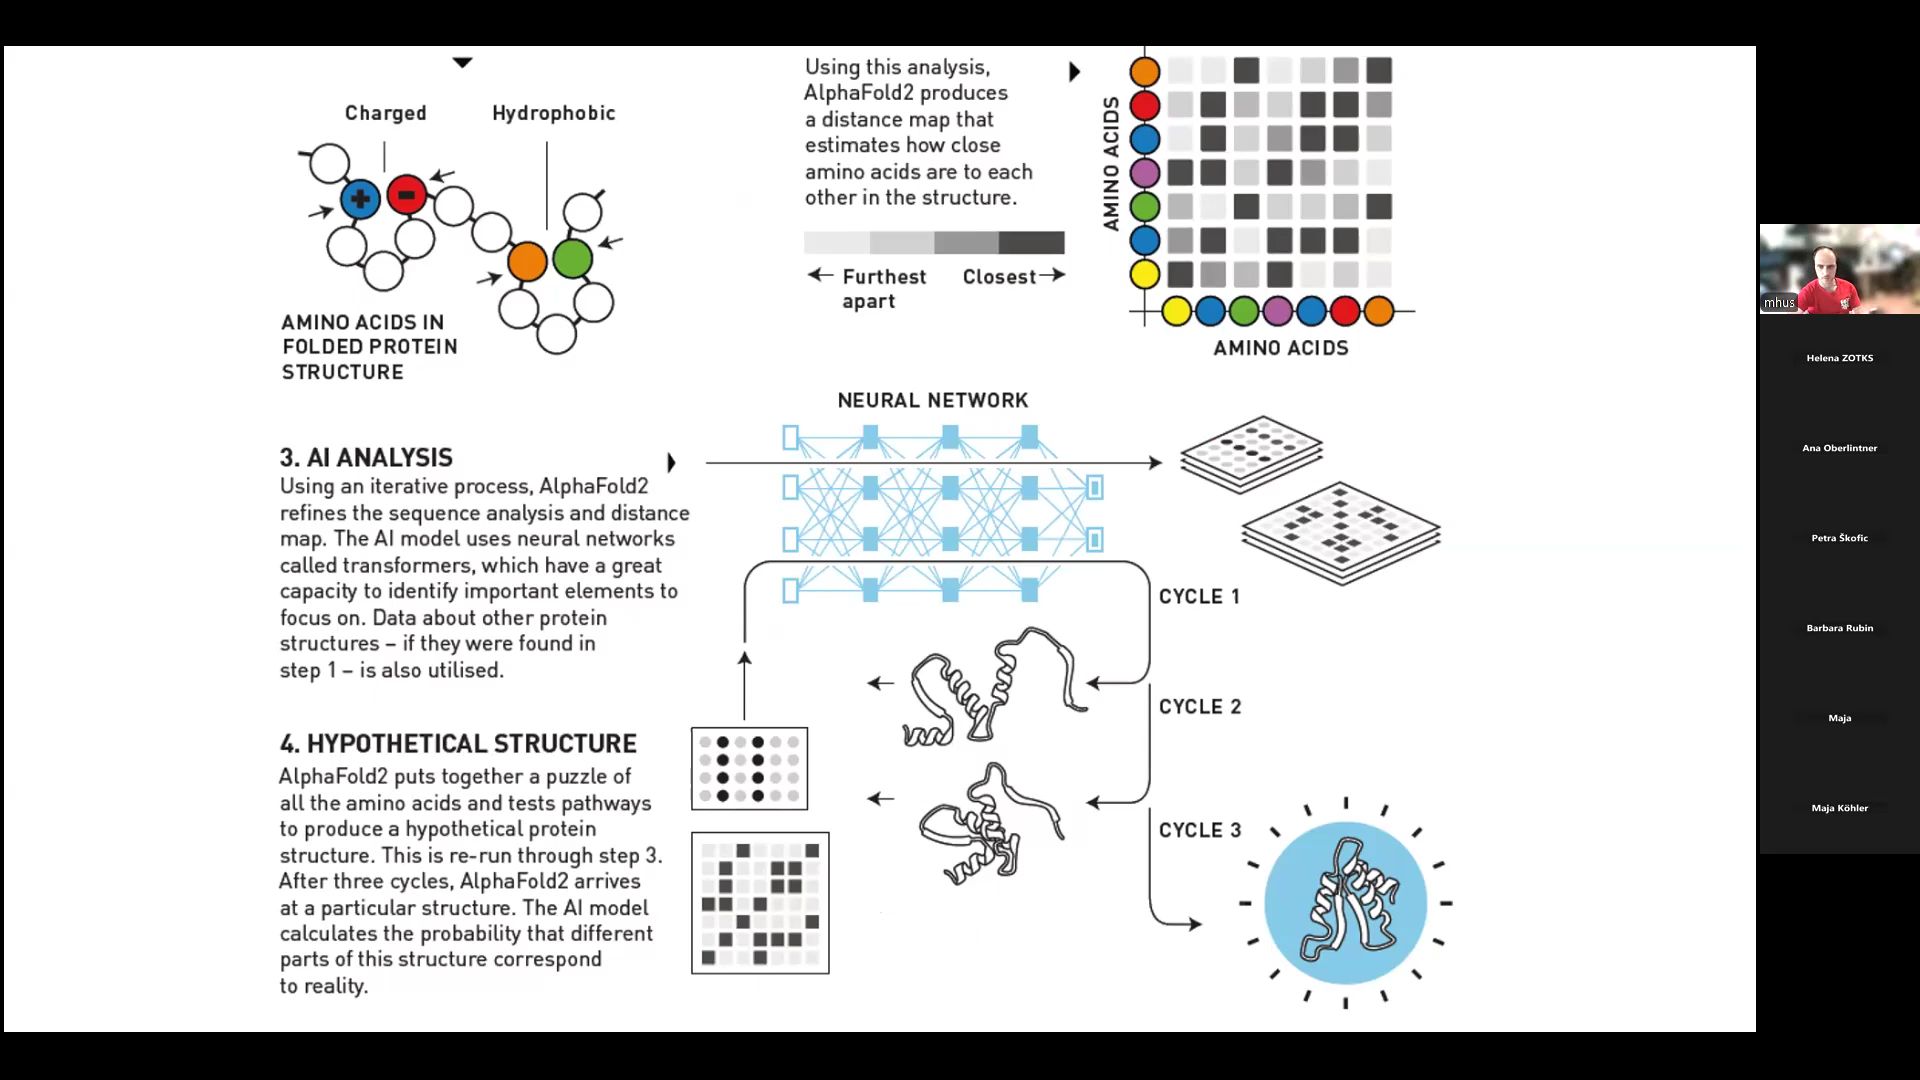 Charged
Hydrophobic
+
-
AMINO ACIDS IN
FOLDED PROTEIN
STRUCTURE
Using this analysis,
AlphaFold2 produces
a distance map that
estimates how close
amino acids are to each
other in the structure.
Furthest
apart
Closest
AMINO ACIDS
AMINO ACIDS
3. AI ANALYSIS
Using an iterative process, AlphaFold2
refines the sequence analysis and distance
map. The AI model uses neural networks
called transformers, which have a great
capacity to identify important elements to
focus on. Data about other protein
structures – if they were found in
step 1 – is also utilised.
NEURAL NETWORK
CYCLE 1
CYCLE 2
CYCLE 3
4. HYPOTHETICAL STRUCTURE
AlphaFold2 puts together a puzzle of
all the amino acids and tests pathways
to produce a hypothetical protein
structure. This is re-run through step 3.
After three cycles, AlphaFold2 arrives
at a particular structure. The AI model
calculates the probability that different
parts of this structure correspond
to reality.
mhus
Helena ZOTKS
Ana Oberlintner
Petra Škofic
Barbara Rubin
Maja
Maja Köhler